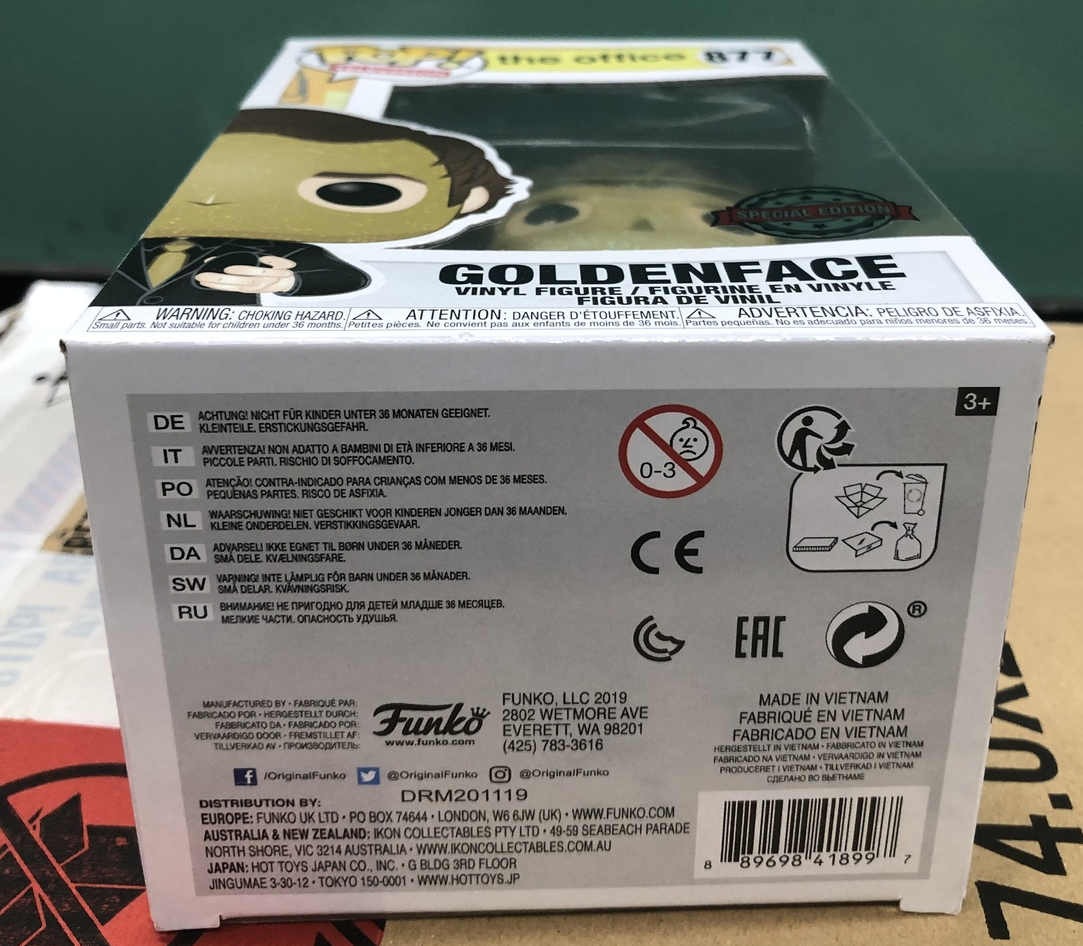 POP!
TELEVISION
the office
877
SPECIAL EDITION
GOLDENFACE
VINYL FIGURE / FIGURINE EN VINYLE
FIGURA DE VINIL
WARNING: CHOKING HAZARD.
Small parts. Not suitable for children under 36 months.
ATTENTION: DANGER D'ÉTOUFFEMENT.
Petites pièces. Ne convient pas aux enfants de moins de 36 mois.
ADVERTENCIA: PELIGRO DE ASFIXIA.
Partes pequeñas. No es adecuado para niños menores de 36 meses
3+
DE ACHTUNG! NICHT FÜR KINDER UNTER 36 MONATEN GEEIGNET.
KLEINTEILE. ERSTICKUNGSGEFAHR.
IT AVVERTENZA! NON ADATTO A BAMBINI DI ETÀ INFERIORE A 36 MESI.
PICCOLE PARTI. RISCHIO DI SOFFOCAMENTO.
PO ATENÇÃO! CONTRA-INDICADO PARA CRIANÇAS COM MENOS DE 36 MESES.
PEQUENAS PARTES. RISCO DE ASFIXIA.
NL WAARSCHUWING! NIET GESCHIKT VOOR KINDEREN JONGER DAN 36 MAANDEN.
KLEINE ONDERDELEN. VERSTIKKINGSGEVAAR.
DA ADVARSEL! IKKE EGNET TIL BØRN UNDER 36 MÅNEDER.
SMÅ DELE. KVÆLNINGSFARE.
SW VARNING! INTE LÄMPLIG FÖR BARN UNDER 36 MÅNADER.
SMÅ DELAR. KVÄVNINGSRISK.
RU ВНИМАНИЕ! НЕ ПРИГОДНО ДЛЯ ДЕТЕЙ МЛАДШЕ 36 МЕСЯЦЕВ.
МЕЛКИЕ ЧАСТИ. ОПАСНОСТЬ УДУШЬЯ.
0-3
CE
EAC
®
MANUFACTURED BY • FABRIQUÉ PAR:
FABRICADO POR • HERGESTELLT DURCH:
FABBRICATO DA • FABRICADO POR:
VERVAARDIGD DOOR • FREMSTILLET AF:
TILLVERKAD AV • ПРОИЗВОДИТЕЛЬ:
Funko
www.funko.com
FUNKO, LLC 2019
2802 WETMORE AVE
EVERETT, WA 98201
(425) 783-3616
MADE IN VIETNAM
FABRIQUÉ EN VIETNAM
FABRICADO EN VIETNAM
HERGESTELLT IN VIETNAM • FABBRICATO IN VIETNAM
FABRICADO NA VIETNAM • VERVAARDIGD IN VIETNAM
PRODUCERET I VIETNAM • TILLVERKAD I VIETNAM
СДЕЛАНО ВО ВЬЕТНАМЕ
/OriginalFunko @OriginalFunko @OriginalFunko
DRM201119
DISTRIBUTION BY:
EUROPE: FUNKO UK LTD • PO BOX 74644 • LONDON, W6 6JW (UK) • WWW.FUNKO.COM
AUSTRALIA & NEW ZEALAND: IKON COLLECTABLES PTY LTD • 49-59 SEABEACH PARADE
NORTH SHORE, VIC 3214 AUSTRALIA • WWW.IKONCOLLECTABLES.COM.AU
JAPAN: HOT TOYS JAPAN CO., INC. • G BLDG 3RD FLOOR
JINGUMAE 3-30-12 • TOKYO 150-0001 • WWW.HOTTOYS.JP
8 89698 41899 7